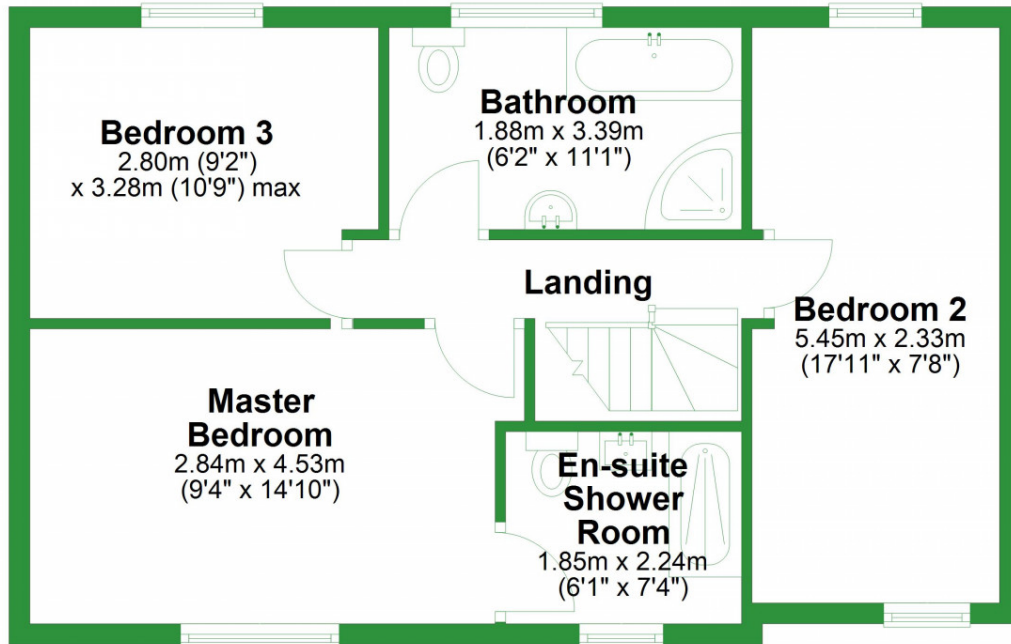 Bedroom 3
2.80m (9'2")
x 3.28m (10'9") max
Bathroom
1.88m x 3.39m
(6'2" x 11'1")
Landing
Bedroom 2
5.45m x 2.33m
(17'11" x 7'8")
Master
Bedroom
2.84m x 4.53m
(9'4" x 14'10")
En-suite
Shower
Room
1.85m x 2.24m
(6'1" x 7'4")